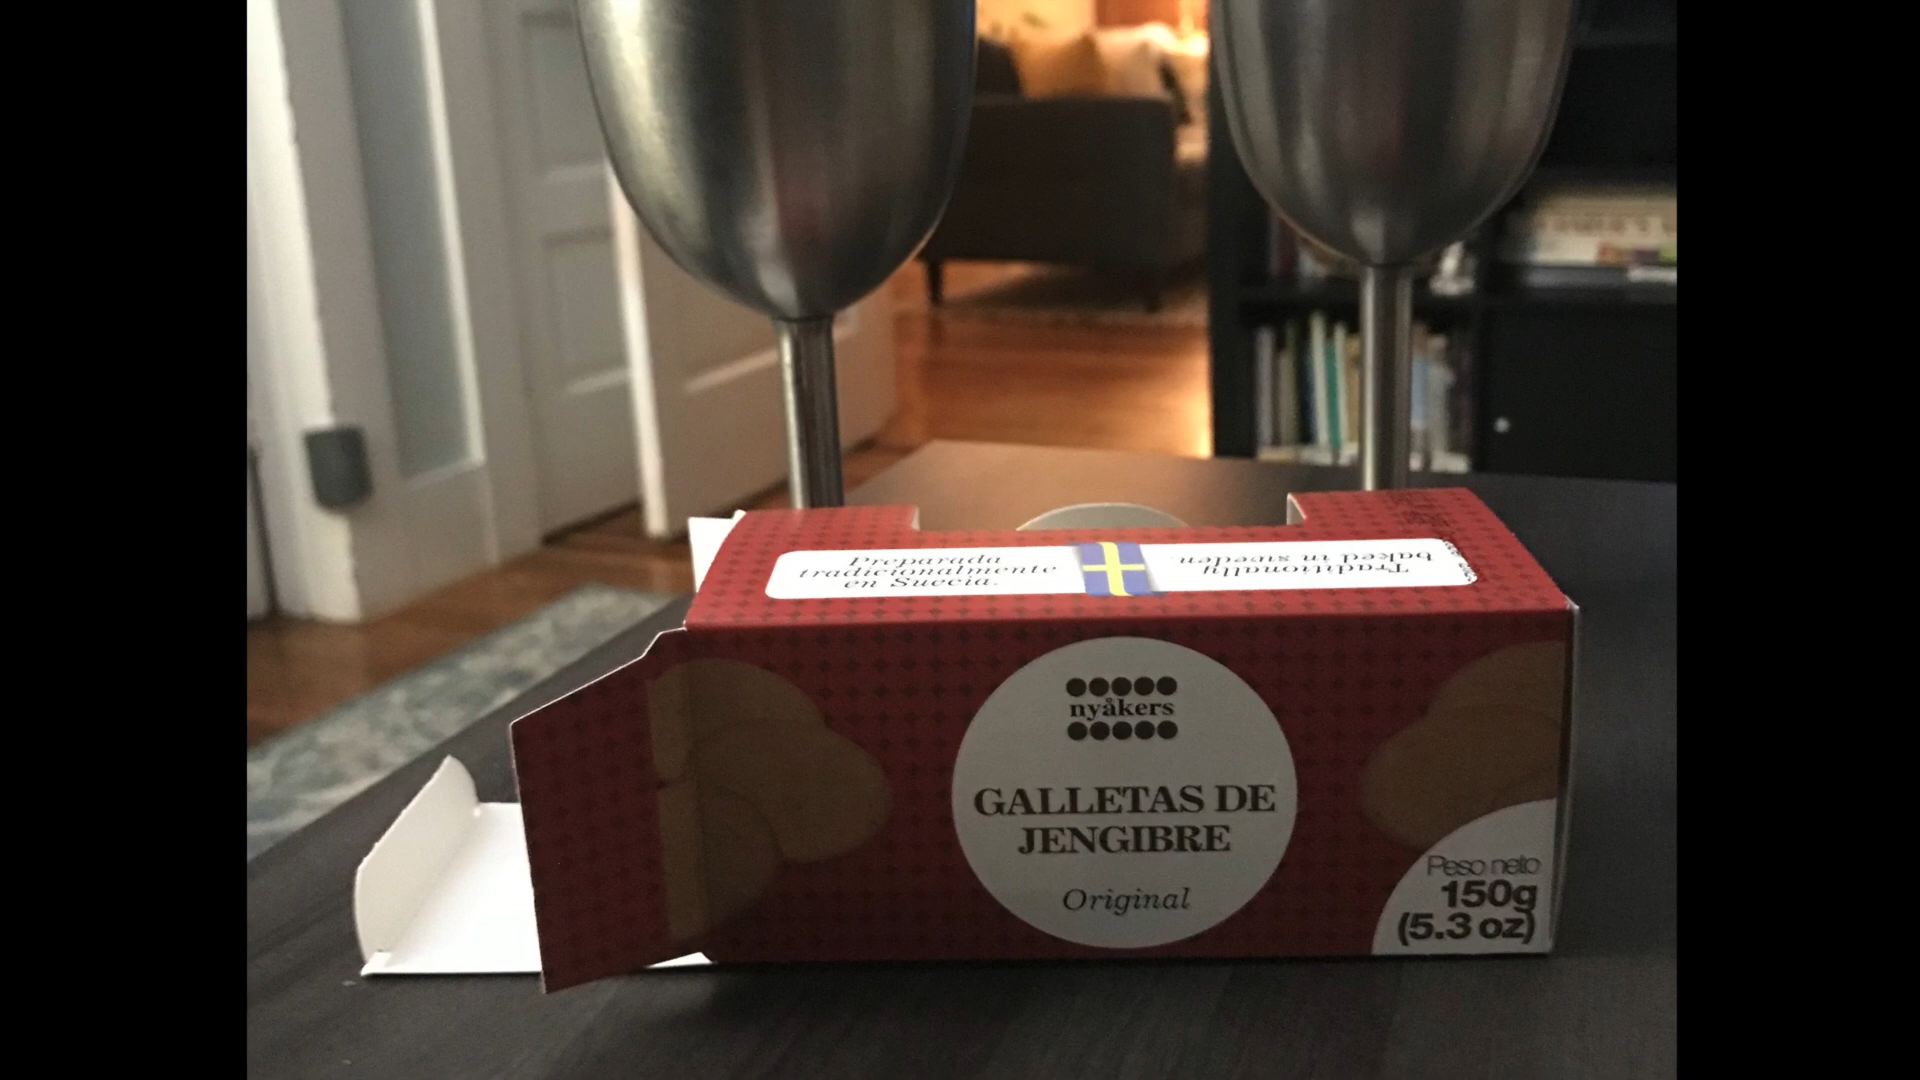 Preparada
tradicionalmente
en Suecia.
Traditionally
baked in sweden.
nyåkers
GALLETAS DE
JENGIBRE
Original
Peso neto
150g
(5.3 oz)